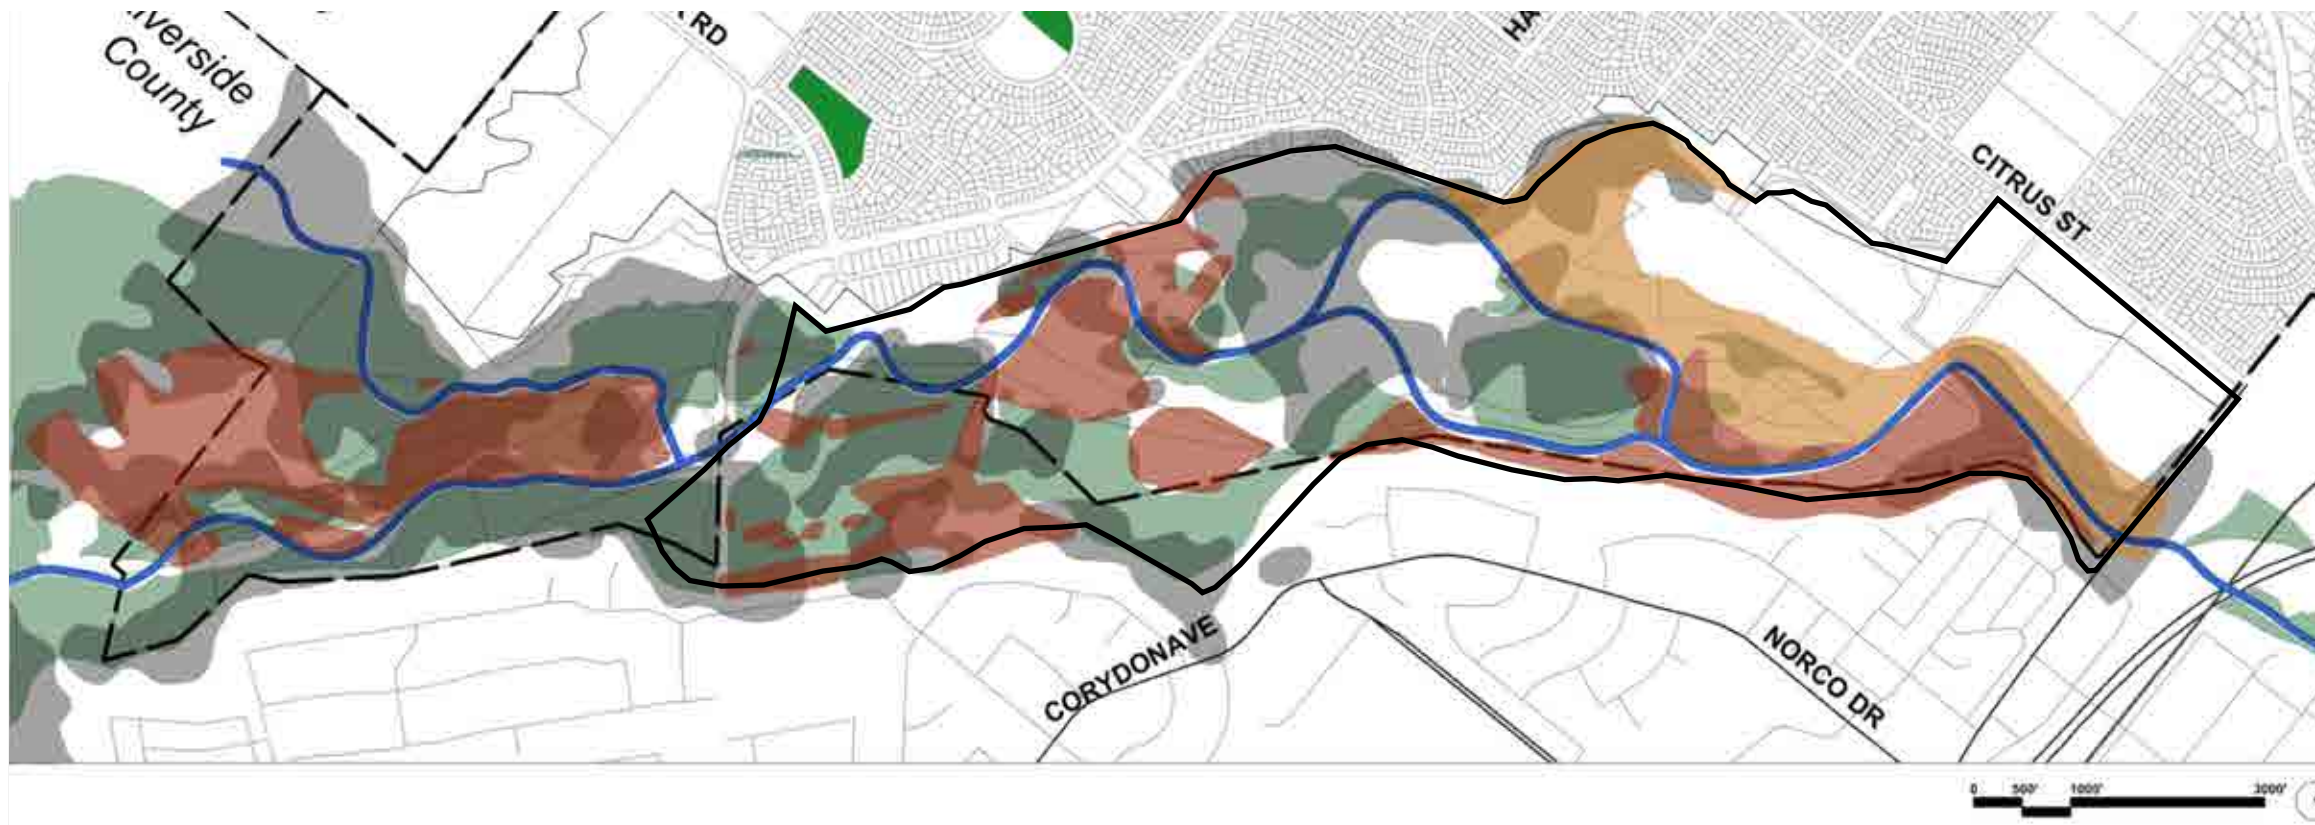 County
RD
CITRUS ST
CORYDONAVE
NORCO DR
0 500' 1000' 3000'